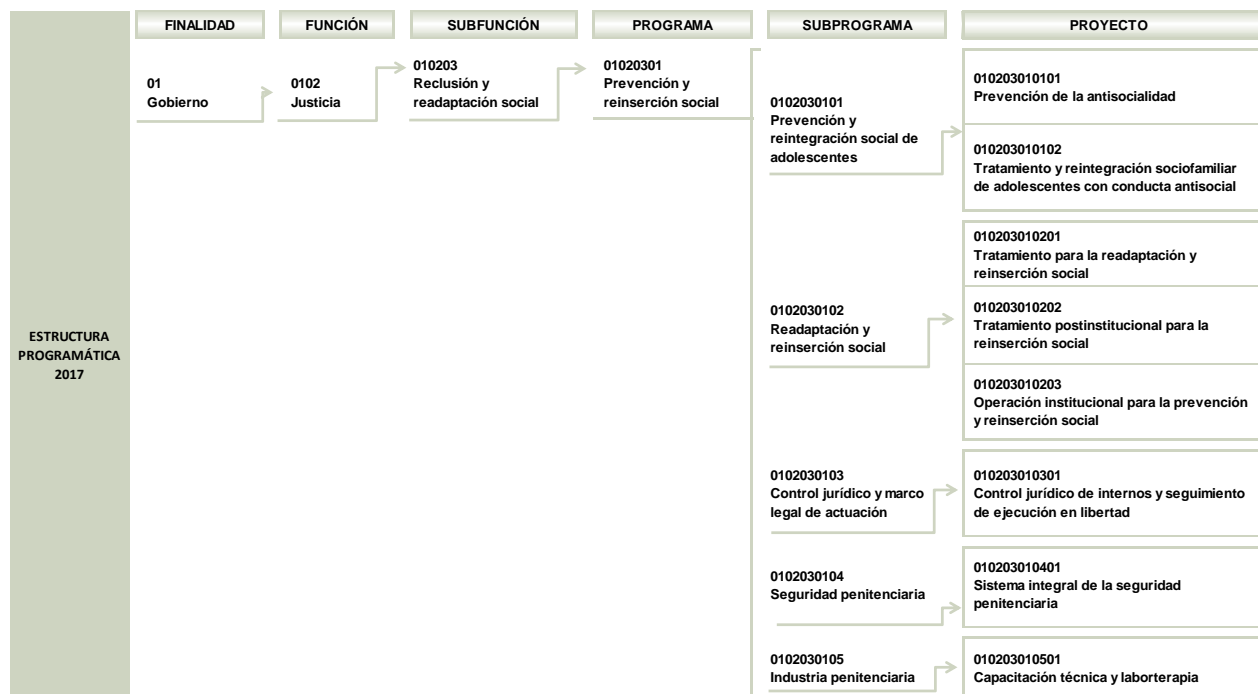 FINALIDAD
FUNCIÓN
SUBFUNCIÓN
PROGRAMA
SUBPROGRAMA
PROYECTO
ESTRUCTURA
PROGRAMÁTICA
2017
01
Gobierno
0102
Justicia
010203
Reclusión y
readaptación social
01020301
Prevención y
reinserción social
0102030101
Prevención y
reintegración social de
adolescentes
010203010101
Prevención de la antisocialidad
010203010102
Tratamiento y reintegración sociofamiliar
de adolescentes con conducta antisocial
0102030102
Readaptación y
reinserción social
010203010201
Tratamiento para la readaptación y
reinserción social
010203010202
Tratamiento postinstitucional para la
reinserción social
010203010203
Operación institucional para la prevención
y reinserción social
0102030103
Control jurídico y marco
legal de actuación
010203010301
Control jurídico de internos y seguimiento
de ejecución en libertad
0102030104
Seguridad penitenciaria
010203010401
Sistema integral de la seguridad
penitenciaria
0102030105
Industria penitenciaria
010203010501
Capacitación técnica y laborterapia